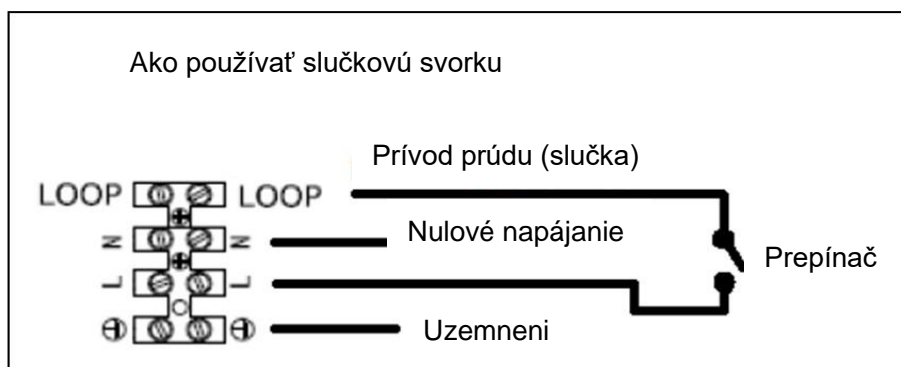 Ako používať slučkovú svorku
Prívod prúdu (slučka)
LOOP LOOP
N N Nulové napájanie
Prepínač
L L
Uzemneni